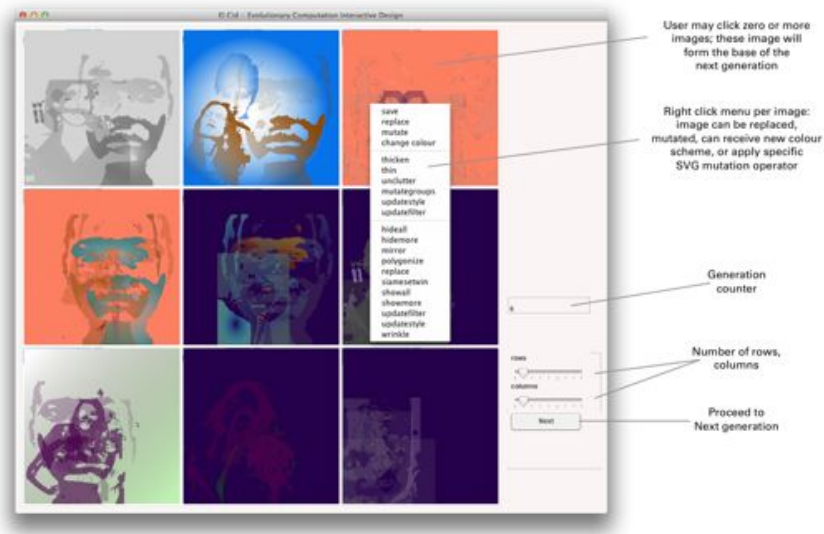 El Cid :: Evolutionary Computation Interactive Design
User may click zero or more
images; these image will
form the base of the
next generation
Right click menu per image:
image can be replaced,
mutated, can receive new colour
scheme, or apply specific
SVG mutation operator
save
replace
mutate
change colour
thicken
thin
unclutter
mutategroups
updatestyle
updatefilter
hideall
hidemore
mirror
polygonize
replace
siamesetwin
showall
showmore
updatefilter
updatestyle
wrinkle
Generation
counter
Number of rows,
columns
rows
columns
Next
Proceed to
Next generation